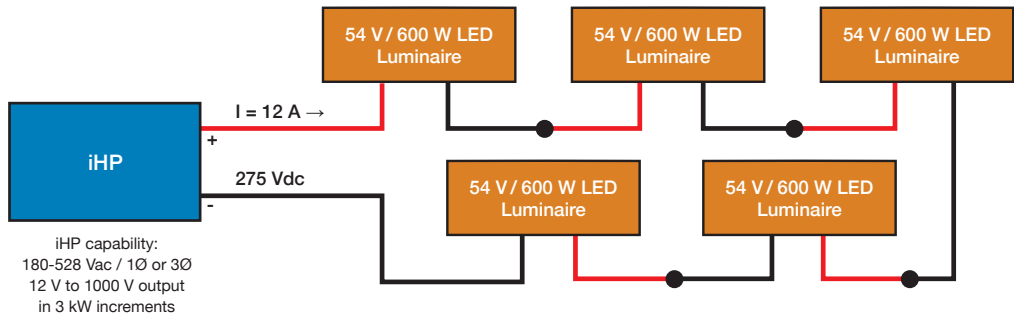 54 V / 600 W LED
Luminaire
54 V / 600 W LED
Luminaire
54 V / 600 W LED
Luminaire
I = 12 A →
+
iHP
275 Vdc
-
54 V / 600 W LED
Luminaire
54 V / 600 W LED
Luminaire
iHP capability:
180-528 Vac / 1Ø or 3Ø
12 V to 1000 V output
in 3 kW increments